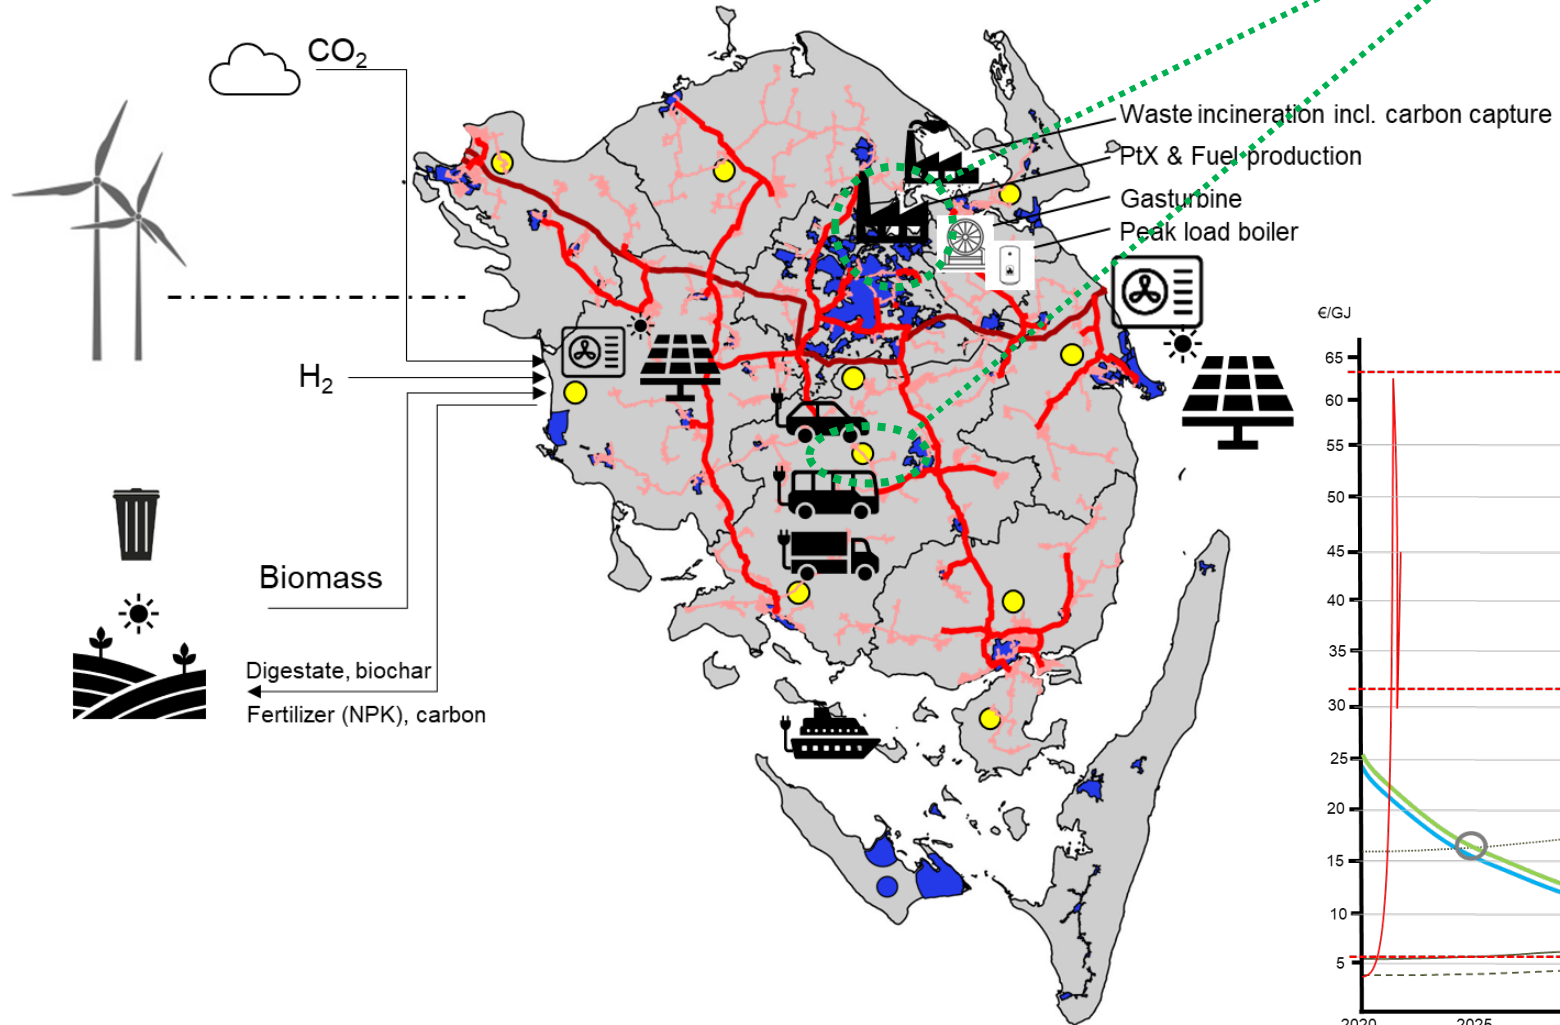 CO₂
Waste incineration incl. carbon capture
PtX & Fuel production
Gasturbine
Peak load boiler
H₂
Biomass
Digestate, biochar
Fertilizer (NPK), carbon
€/GJ
65
60
55
50
45
40
35
30
25
20
15
10
5
2020
2025